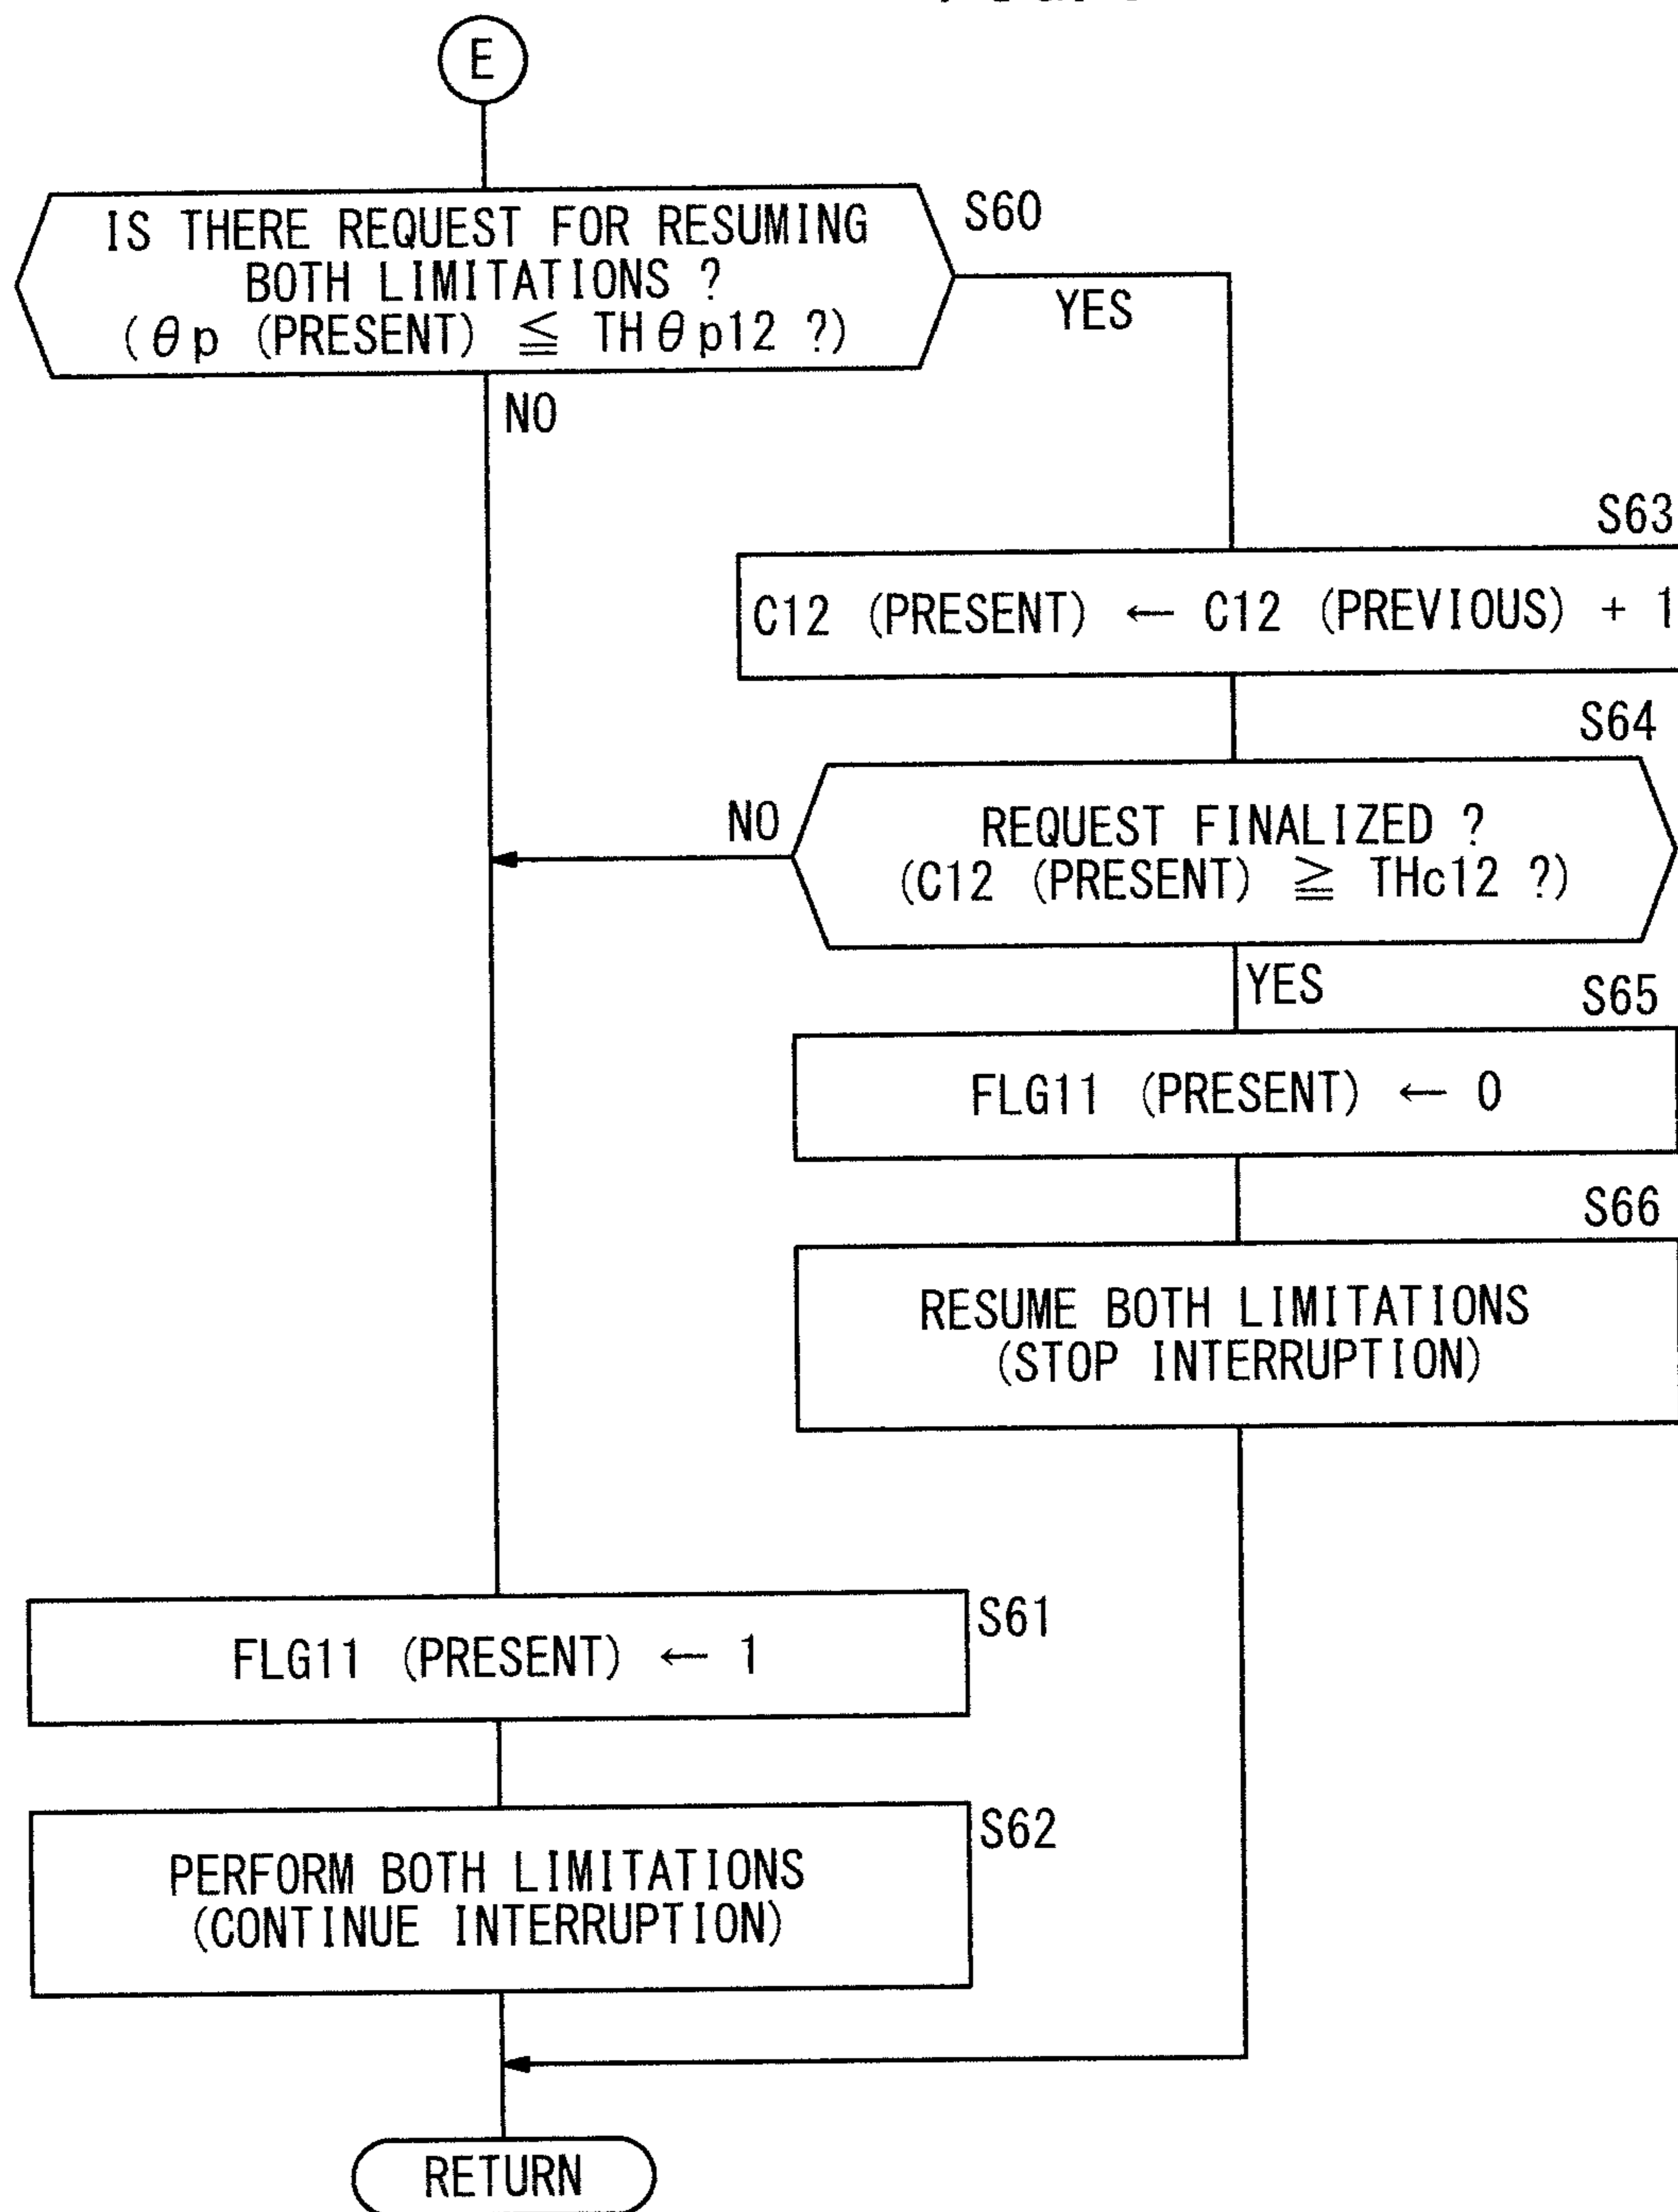 E
IS THERE REQUEST FOR RESUMING
BOTH LIMITATIONS ?
(θp (PRESENT) ≦ THθp12 ?)
S60
YES
NO
S63
C12 (PRESENT) ← C12 (PREVIOUS) + 1
S64
NO
REQUEST FINALIZED ?
(C12 (PRESENT) ≧ THc12 ?)
YES
S65
FLG11 (PRESENT) ← 0
S66
RESUME BOTH LIMITATIONS
(STOP INTERRUPTION)
S61
FLG11 (PRESENT) ← 1
S62
PERFORM BOTH LIMITATIONS
(CONTINUE INTERRUPTION)
RETURN